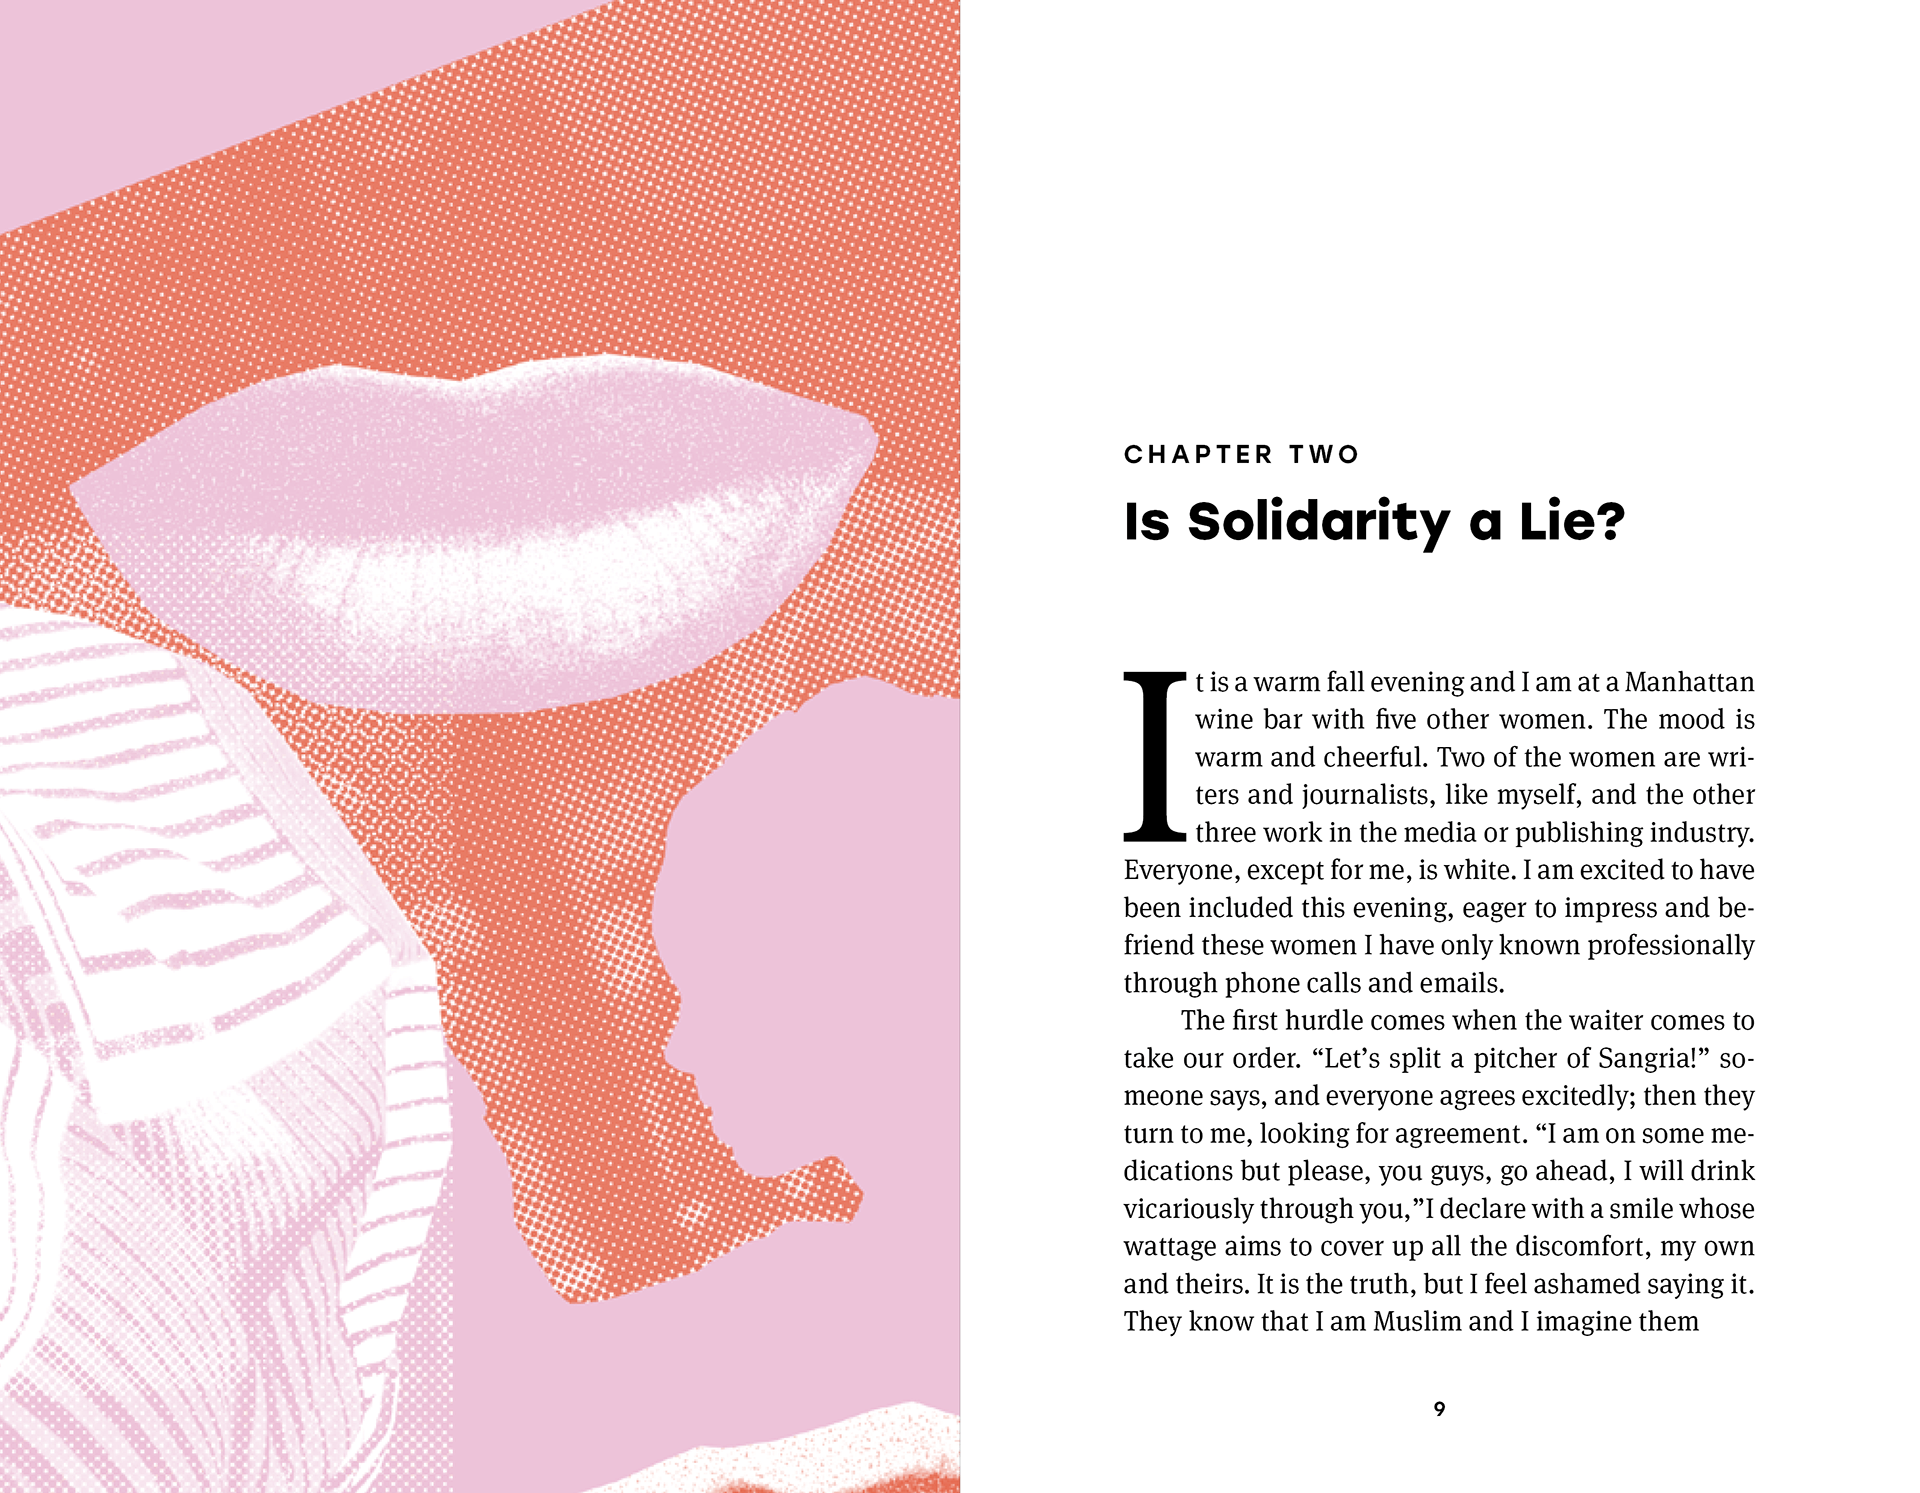 CHAPTER TWO
Is Solidarity a Lie?
It is a warm fall evening and I am at a Manhattan
wine bar with five other women. The mood is
warm and cheerful. Two of the women are wri-
ters and journalists, like myself, and the other
three work in the media or publishing industry.
Everyone, except for me, is white. I am excited to have
been included this evening, eager to impress and be-
friend these women I have only known professionally
through phone calls and emails.
The first hurdle comes when the waiter comes to
take our order. “Let’s split a pitcher of Sangria!” so-
meone says, and everyone agrees excitedly; then they
turn to me, looking for agreement. “I am on some me-
dications but please, you guys, go ahead, I will drink
vicariously through you,”I declare with a smile whose
wattage aims to cover up all the discomfort, my own
and theirs. It is the truth, but I feel ashamed saying it.
They know that I am Muslim and I imagine them
9